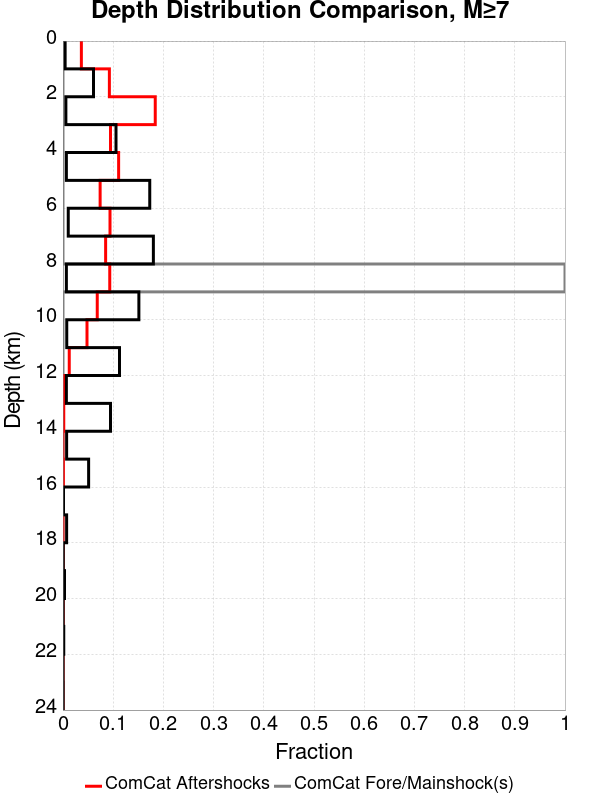 Depth Distribution Comparison, M≥7
0
2
4
6
8
10
12
14
16
18
20
22
24
Depth (km)
0 0.1 0.2 0.3 0.4 0.5 0.6 0.7 0.8 0.9 1
Fraction
ComCat Aftershocks ComCat Fore/Mainshock(s)